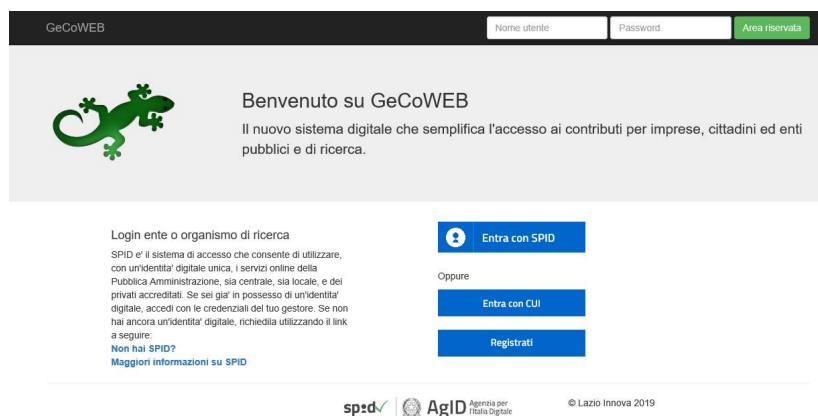 GeCoWEB
Nome utente
Password
Area riservata
Benvenuto su GeCoWEB
Il nuovo sistema digitale che semplifica l'accesso ai contributi per imprese, cittadini ed enti
pubblici e di ricerca.
Login ente o organismo di ricerca
SPID e' il sistema di accesso che consente di utilizzare,
con un'identita' digitale unica, i servizi online della
Pubblica Amministrazione, sia centrale, sia locale, e dei
privati accreditati. Se sei gia' in possesso di un'identita'
digitale, accedi con le credenziali del tuo gestore. Se non
hai ancora un'identita' digitale, richiedila utilizzando il link
a seguire:
Non hai SPID?
Maggiori informazioni su SPID
Entra con SPID
Oppure
Entra con CUI
Registrati
sp:d
AgID Agenzia per
l'Italia Digitale
© Lazio Innova 2019